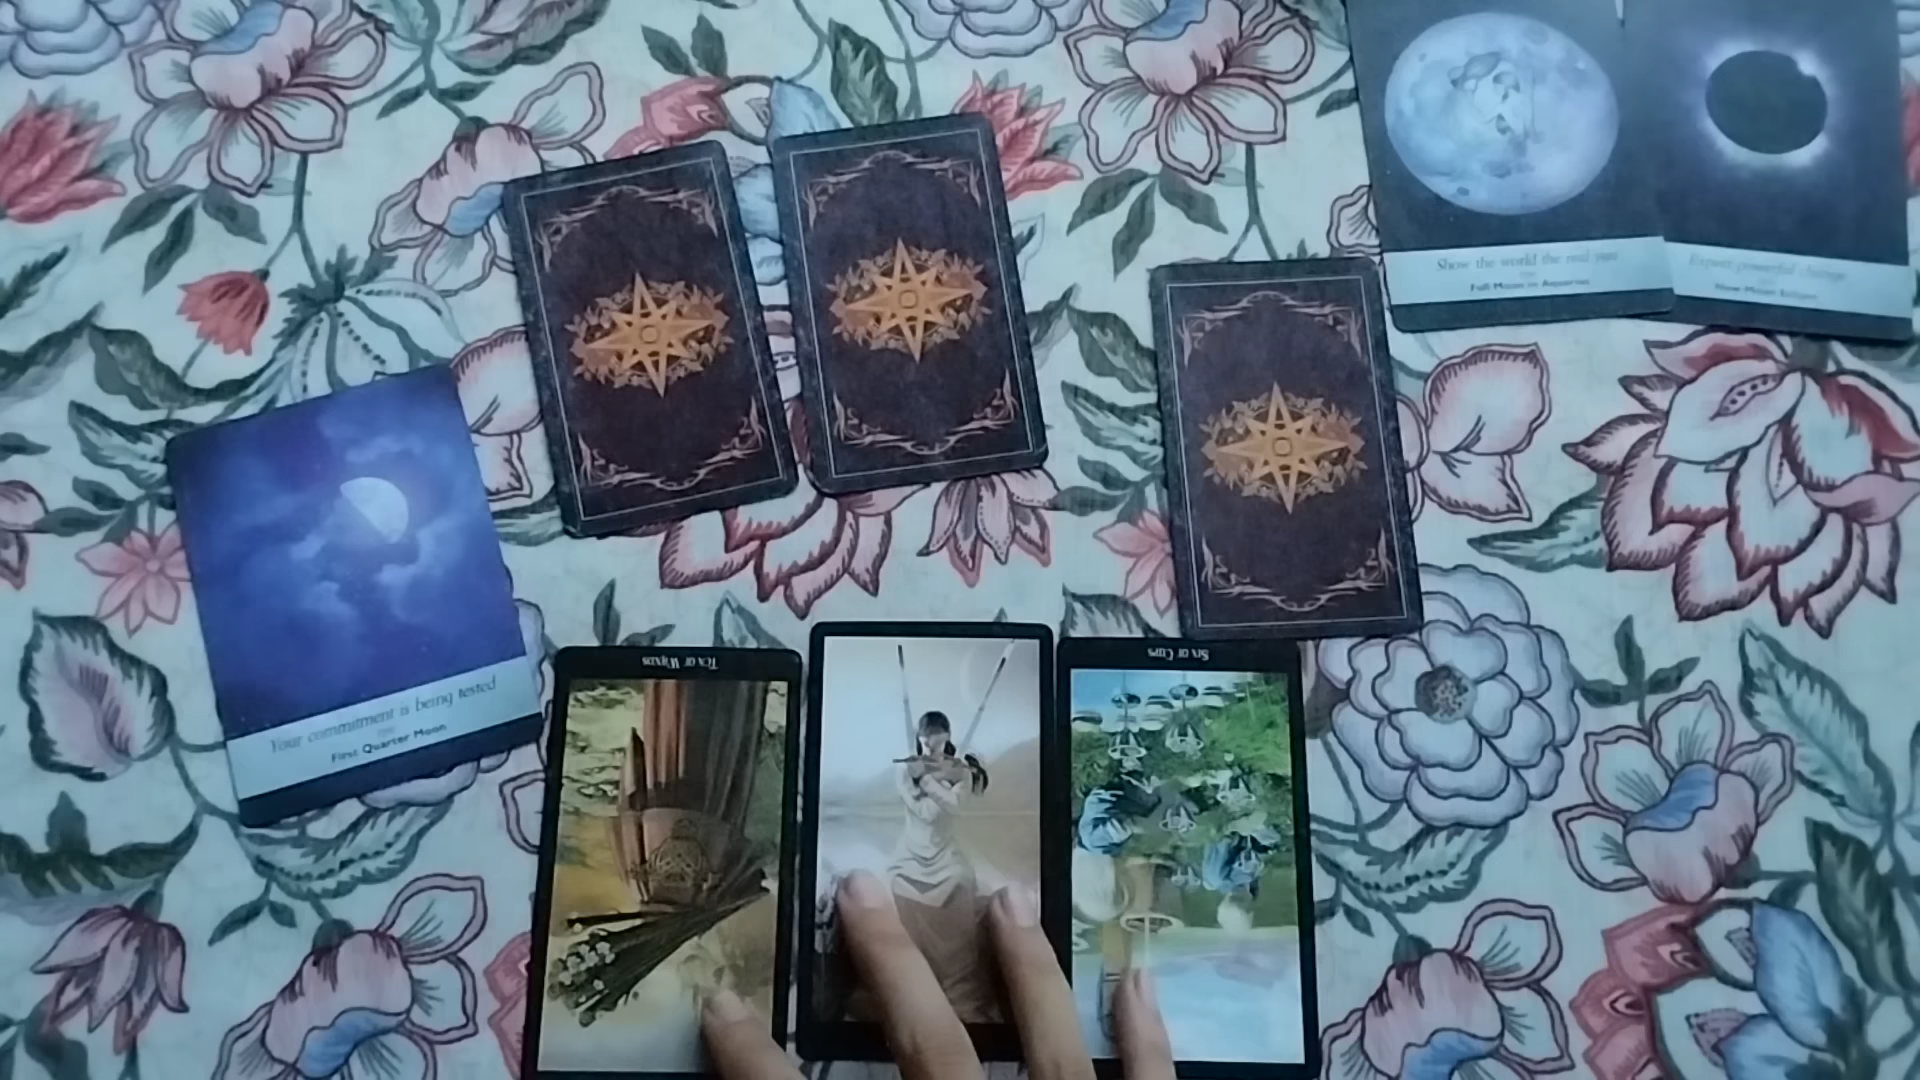 Show the world the real you
Full Moon in Aquarius
Expect powerful change
New Moon Eclipse
Your commitment is being tested
First Quarter Moon
Ten of Wands
Six of Cups